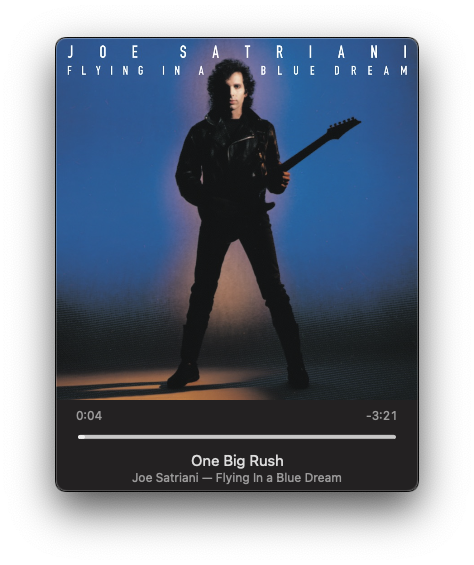 JOE SATRIANI
FLYING IN A BLUE DREAM
0:04 -3:21
One Big Rush
Joe Satriani — Flying In a Blue Dream